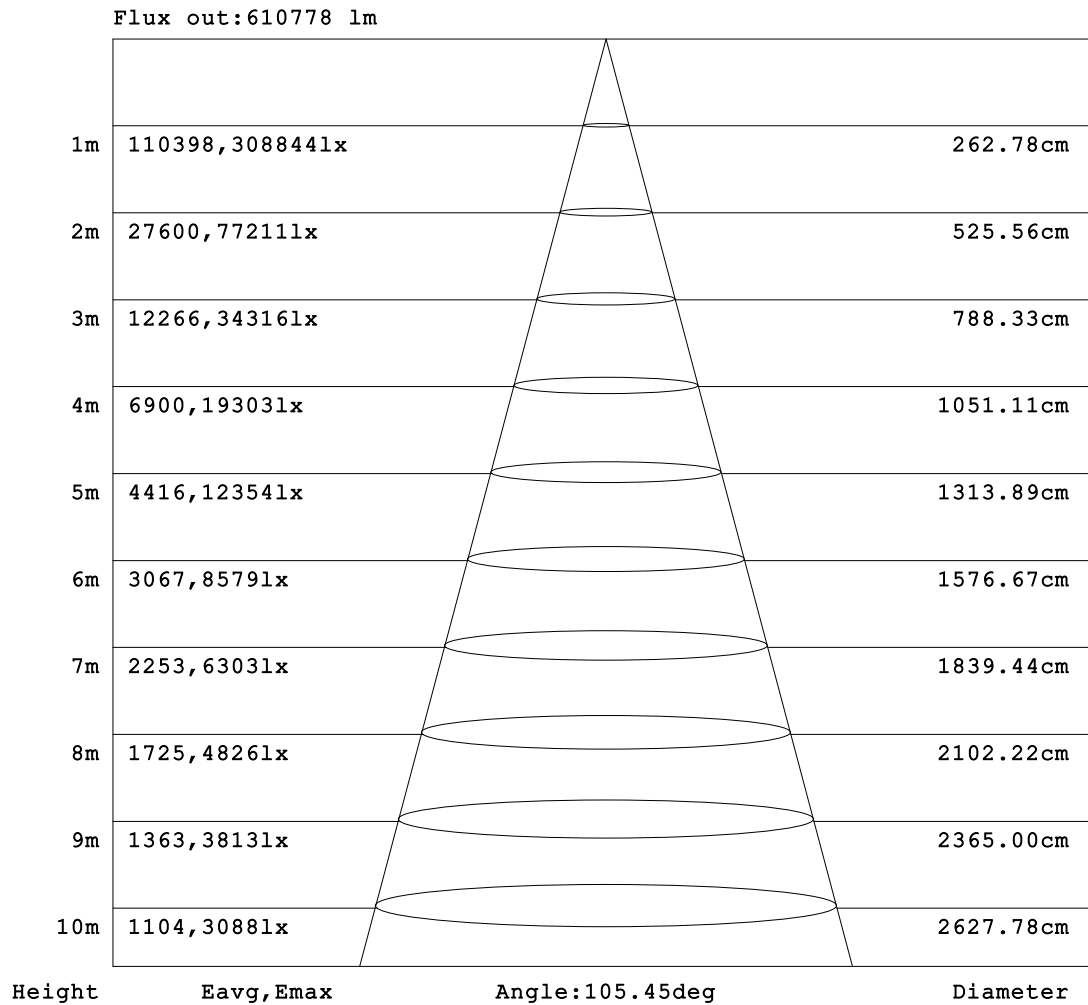 Flux out:610778 lm
1m 110398,308844lx 262.78cm
2m 27600,77211lx 525.56cm
3m 12266,34316lx 788.33cm
4m 6900,19303lx 1051.11cm
5m 4416,12354lx 1313.89cm
6m 3067,8579lx 1576.67cm
7m 2253,6303lx 1839.44cm
8m 1725,4826lx 2102.22cm
9m 1363,3813lx 2365.00cm
10m 1104,3088lx 2627.78cm
Height Eavg,Emax Angle:105.45deg Diameter